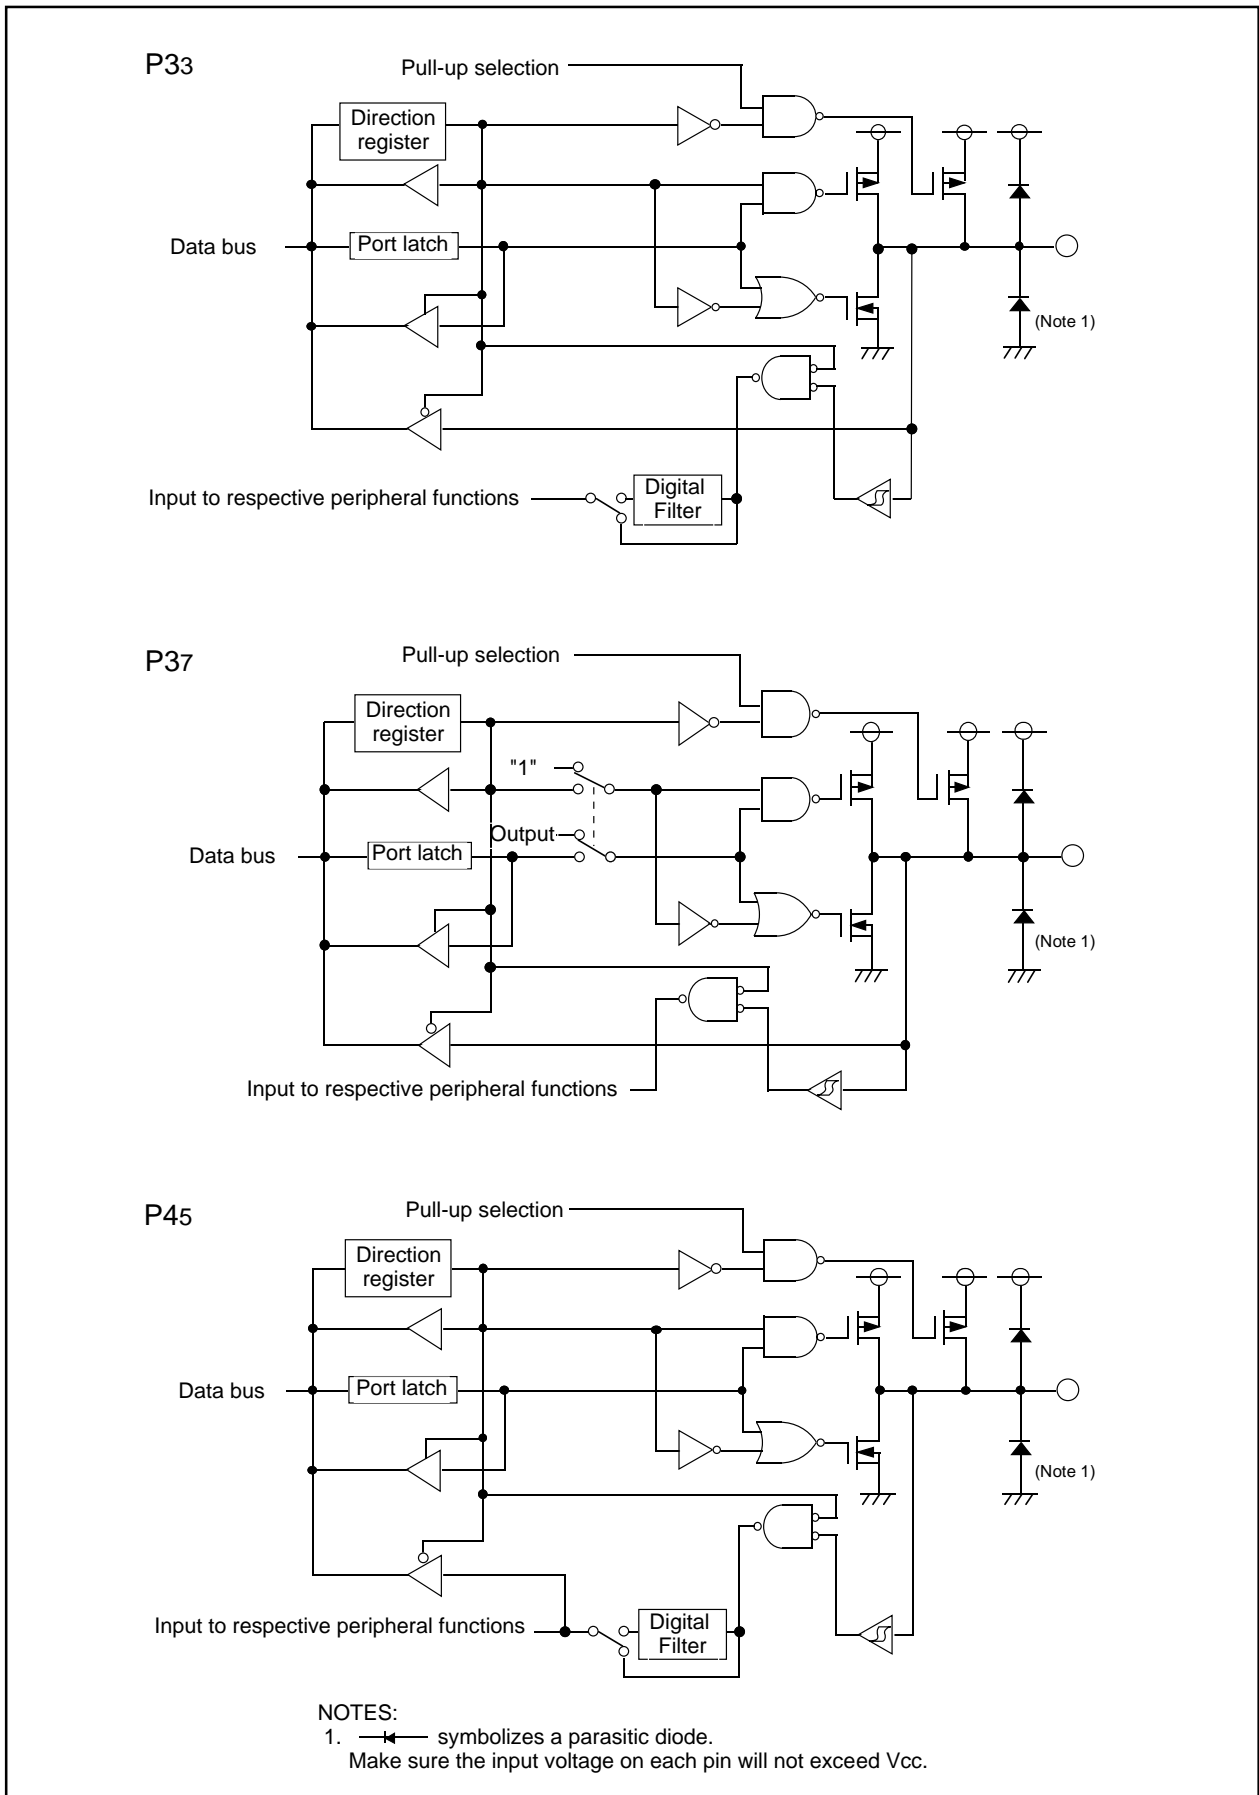 P33
Pull-up selection
Direction
register
Data bus
Port latch
(Note 1)
Input to respective peripheral functions
Digital
Filter
P37
Pull-up selection
Direction
register
"1"
Output
Data bus
Port latch
(Note 1)
Input to respective peripheral functions
P45
Pull-up selection
Direction
register
Data bus
Port latch
(Note 1)
Input to respective peripheral functions
Digital
Filter
NOTES:
1. symbolizes a parasitic diode.
Make sure the input voltage on each pin will not exceed Vcc.